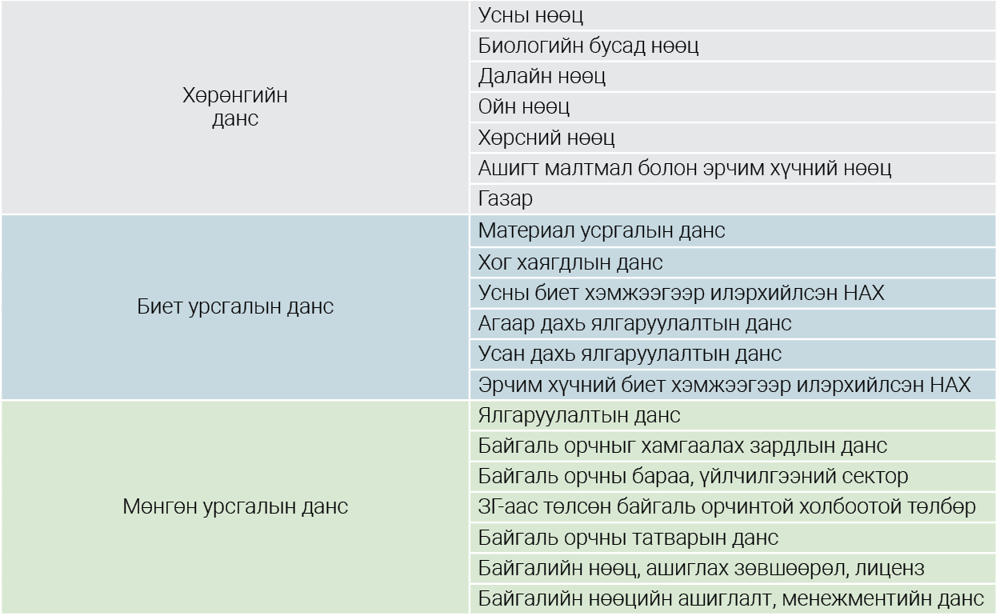 Хөрөнгийн
данс
Усны нөөц
Биологийн бусад нөөц
Далайн нөөц
Ойн нөөц
Хөрсний нөөц
Ашигт малтмал болон эрчим хүчний нөөц
Газар
Биет урсгалын данс
Материал усргалын данс
Хог хаягдлын данс
Усны биет хэмжээгээр илэрхийлсэн НАХ
Агаар дахь ялгаруулалтын данс
Усан дахь ялгаруулалтын данс
Эрчим хүчний биет хэмжээгээр илэрхийлсэн НАХ
Мөнгөн урсгалын данс
Ялгаруулалтын данс
Байгаль орчныг хамгаалах зардлын данс
Байгаль орчны бараа, үйлчилгээний сектор
ЗГ-аас төлсөн байгаль орчинтой холбоотой төлбөр
Байгаль орчны татварын данс
Байгалийн нөөц, ашиглах зөвшөөрөл, лиценз
Байгалийн нөөцийн ашиглалт, менежментийн данс